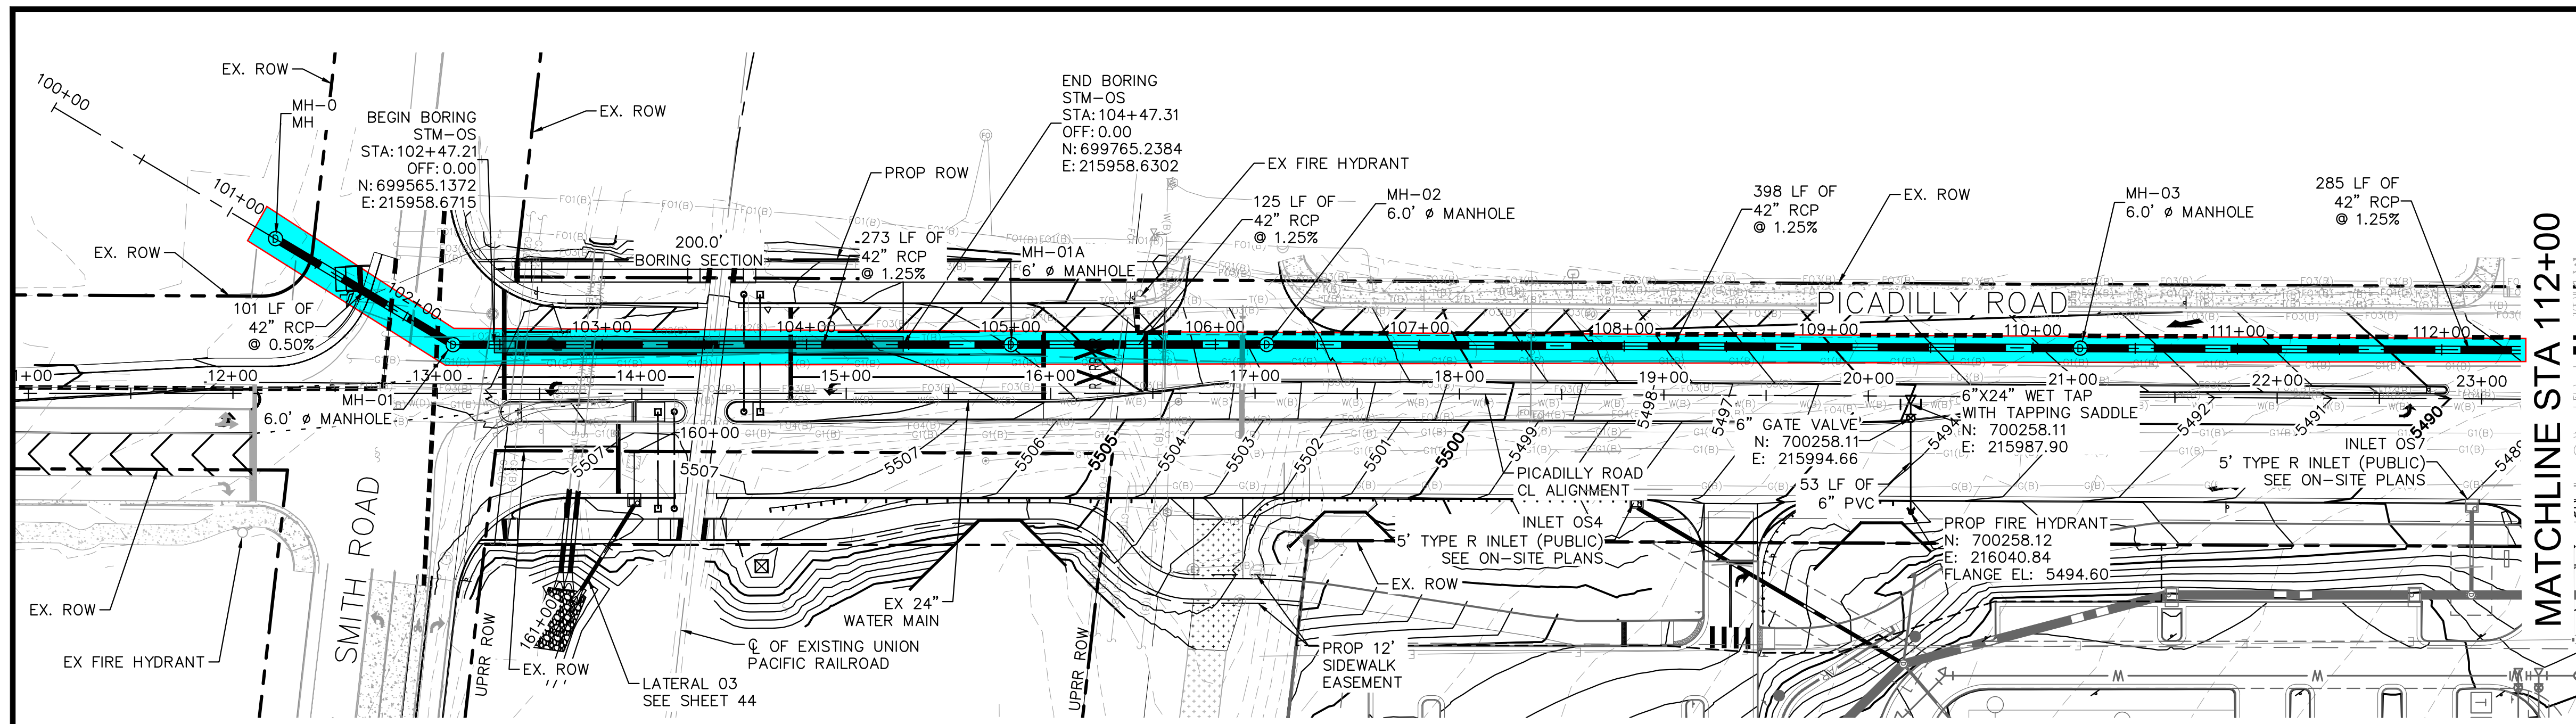 100+00
EX. ROW
MH-0
MH
101+00
EX. ROW
101 LF OF
42" RCP
@ 0.50%
102+00
BEGIN BORING
STM-OS
STA: 102+47.21
OFF: 0.00
N: 699565.1372
E: 215958.6715
EX. ROW
200.0'
BORING SECTION
PROP ROW
273 LF OF
42" RCP
@ 1.25%
END BORING
STM-OS
STA: 104+47.31
OFF: 0.00
N: 699765.2384
E: 215958.6302
MH-01A
6' ø MANHOLE
EX FIRE HYDRANT
125 LF OF
42" RCP
@ 1.25%
MH-02
6.0' ø MANHOLE
398 LF OF
42" RCP
@ 1.25%
EX. ROW
MH-03
6.0' ø MANHOLE
285 LF OF
42" RCP
@ 1.25%
PICADILLY ROAD
103+00
104+00
105+00
106+00
107+00
108+00
109+00
110+00
111+00
112+00
1+00
12+00
13+00
14+00
15+00
16+00
17+00
18+00
19+00
20+00
21+00
22+00
23+00
MH-01
6.0' ø MANHOLE
160+00
5507
5507
5507
5506
5505
5504
5503
5502
5501
5500
5499
5498
5497
5494
5492
5491
5490
6" GATE VALVE
N: 700258.11
E: 215994.66
6"X24" WET TAP
WITH TAPPING SADDLE
N: 700258.11
E: 215987.90
INLET OS7
5' TYPE R INLET (PUBLIC)
SEE ON-SITE PLANS
PICADILLY ROAD
CL ALIGNMENT
53 LF OF
6" PVC
INLET OS4
5' TYPE R INLET (PUBLIC)
SEE ON-SITE PLANS
PROP FIRE HYDRANT
N: 700258.12
E: 216040.84
FLANGE EL: 5494.60
EX. ROW
EX. ROW
EX FIRE HYDRANT
SMITH ROAD
UPRR ROW
161+00
EX. ROW
LATERAL 03
SEE SHEET 44
℄ OF EXISTING UNION
PACIFIC RAILROAD
EX 24"
WATER MAIN
UPRR ROW
PROP 12'
SIDEWALK
EASEMENT
MATCHLINE STA 112+00